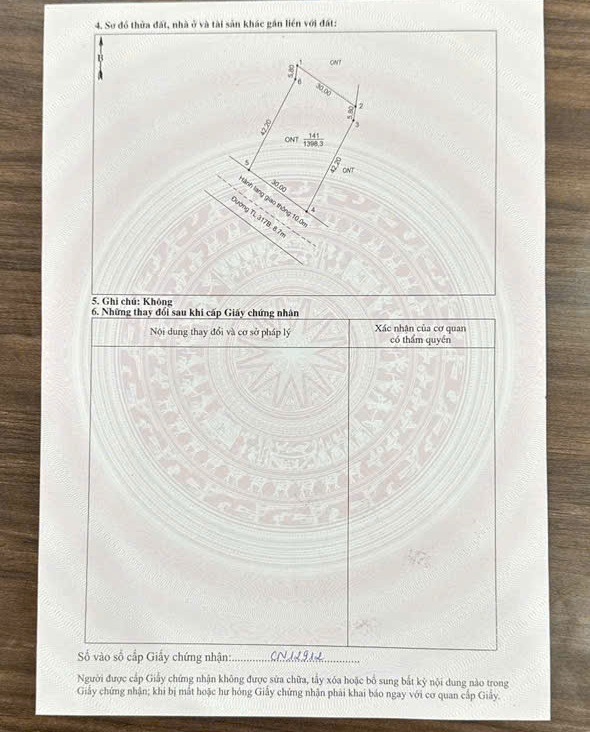 4. Sơ đồ thửa đất, nhà ở và tài sản khác gắn liền với đất:
B
1
ONT
5,80
6
30,00
2
5,80
3
42,20
ONT 141
1398,3
42,20
ONT
5
30,00
4
Hành lang giao thông 10.0m
Đường TL 317B: 8.7m
5. Ghi chú: Không
6. Những thay đổi sau khi cấp Giấy chứng nhận
Nội dung thay đổi và cơ sở pháp lý
Xác nhận của cơ quan
có thẩm quyền
Số vào sổ cấp Giấy chứng nhận: CN12912
Người được cấp Giấy chứng nhận không được sửa chữa, tẩy xóa hoặc bổ sung bất kỳ nội dung nào trong
Giấy chứng nhận; khi bị mất hoặc hư hỏng Giấy chứng nhận phải khai báo ngay với cơ quan cấp Giấy.